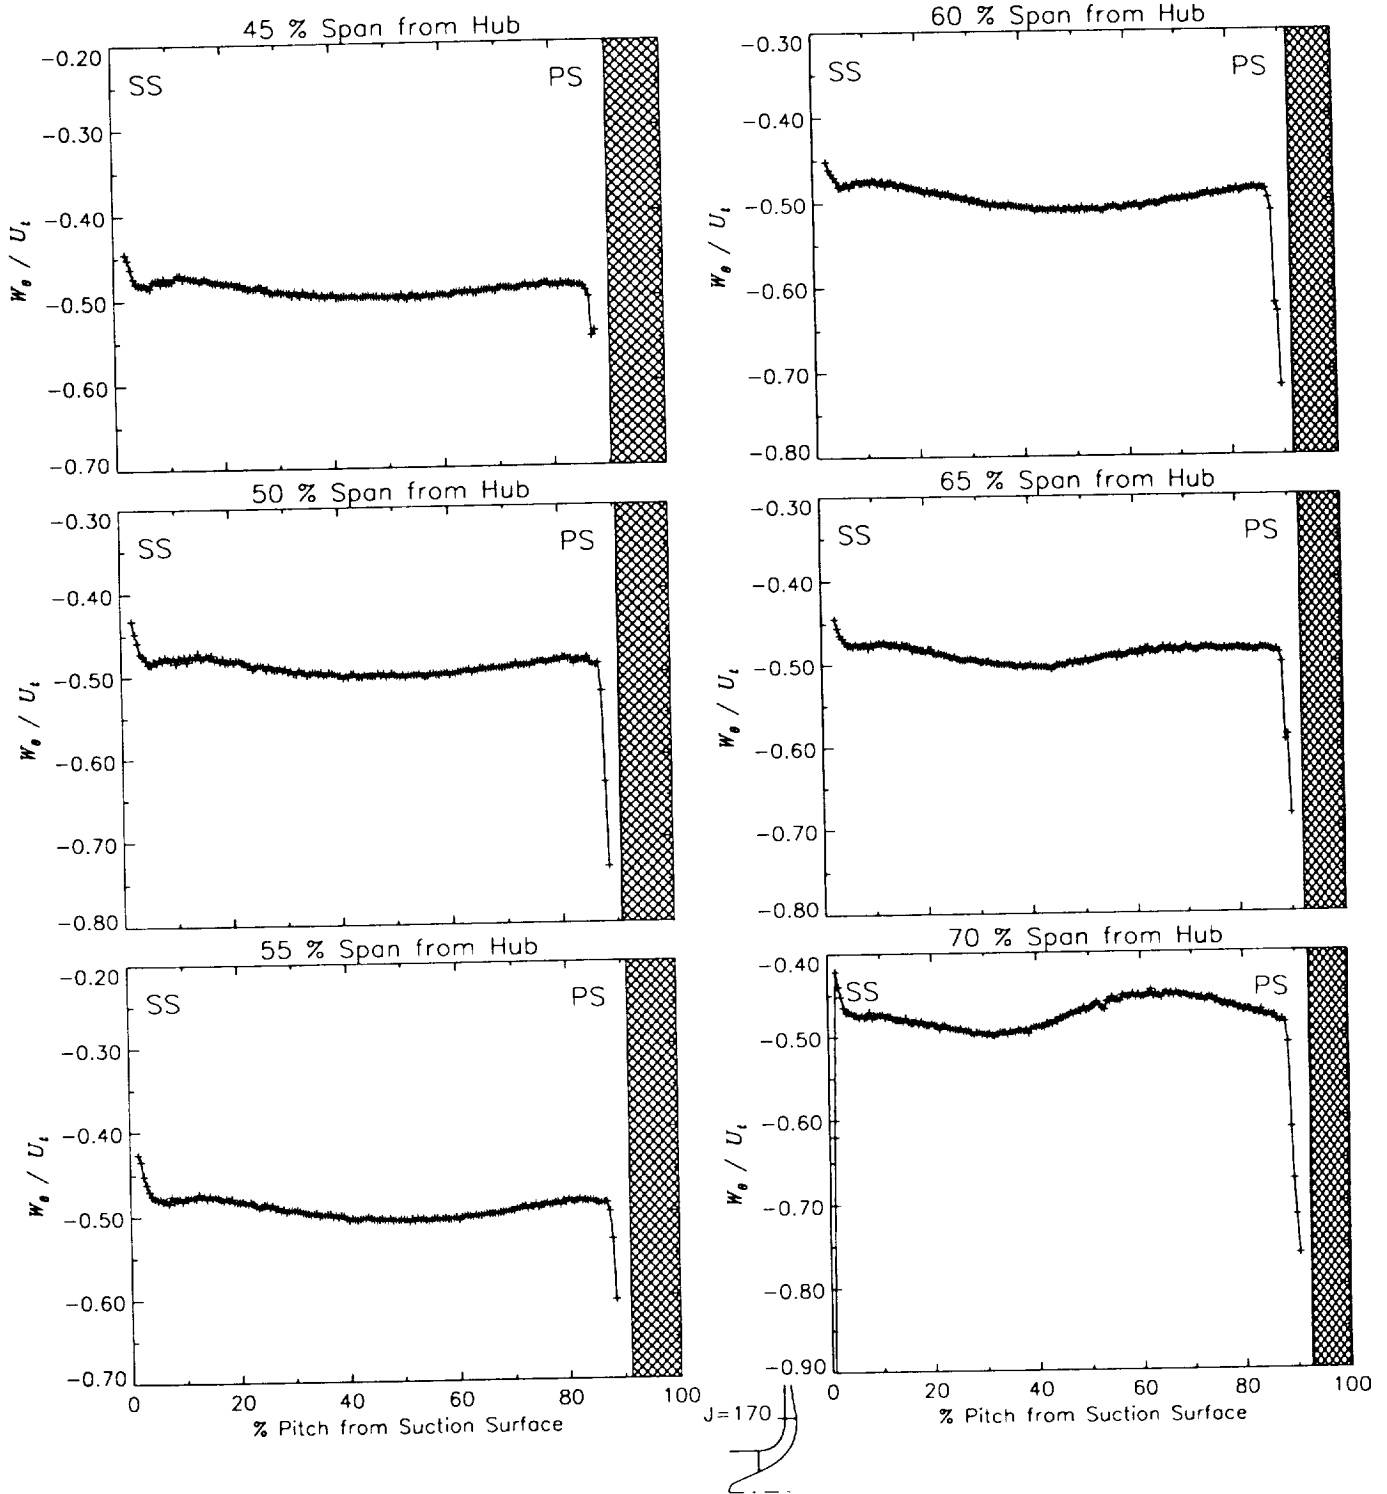 45 % Span from Hub
−0.20
SS
PS
−0.30
−0.40
−0.50
−0.60
−0.70
W_θ / U_t
50 % Span from Hub
−0.30
SS
PS
−0.40
−0.50
−0.60
−0.70
−0.80
W_θ / U_t
55 % Span from Hub
−0.20
SS
PS
−0.30
−0.40
−0.50
−0.60
−0.70
W_θ / U_t
0 20 40 60 80 100
% Pitch from Suction Surface
60 % Span from Hub
−0.30
SS
PS
−0.40
−0.50
−0.60
−0.70
−0.80
W_θ / U_t
65 % Span from Hub
−0.30
SS
PS
−0.40
−0.50
−0.60
−0.70
−0.80
W_θ / U_t
70 % Span from Hub
−0.40
SS
PS
−0.50
−0.60
−0.70
−0.80
−0.90
W_θ / U_t
0 20 40 60 80 100
% Pitch from Suction Surface
J=170